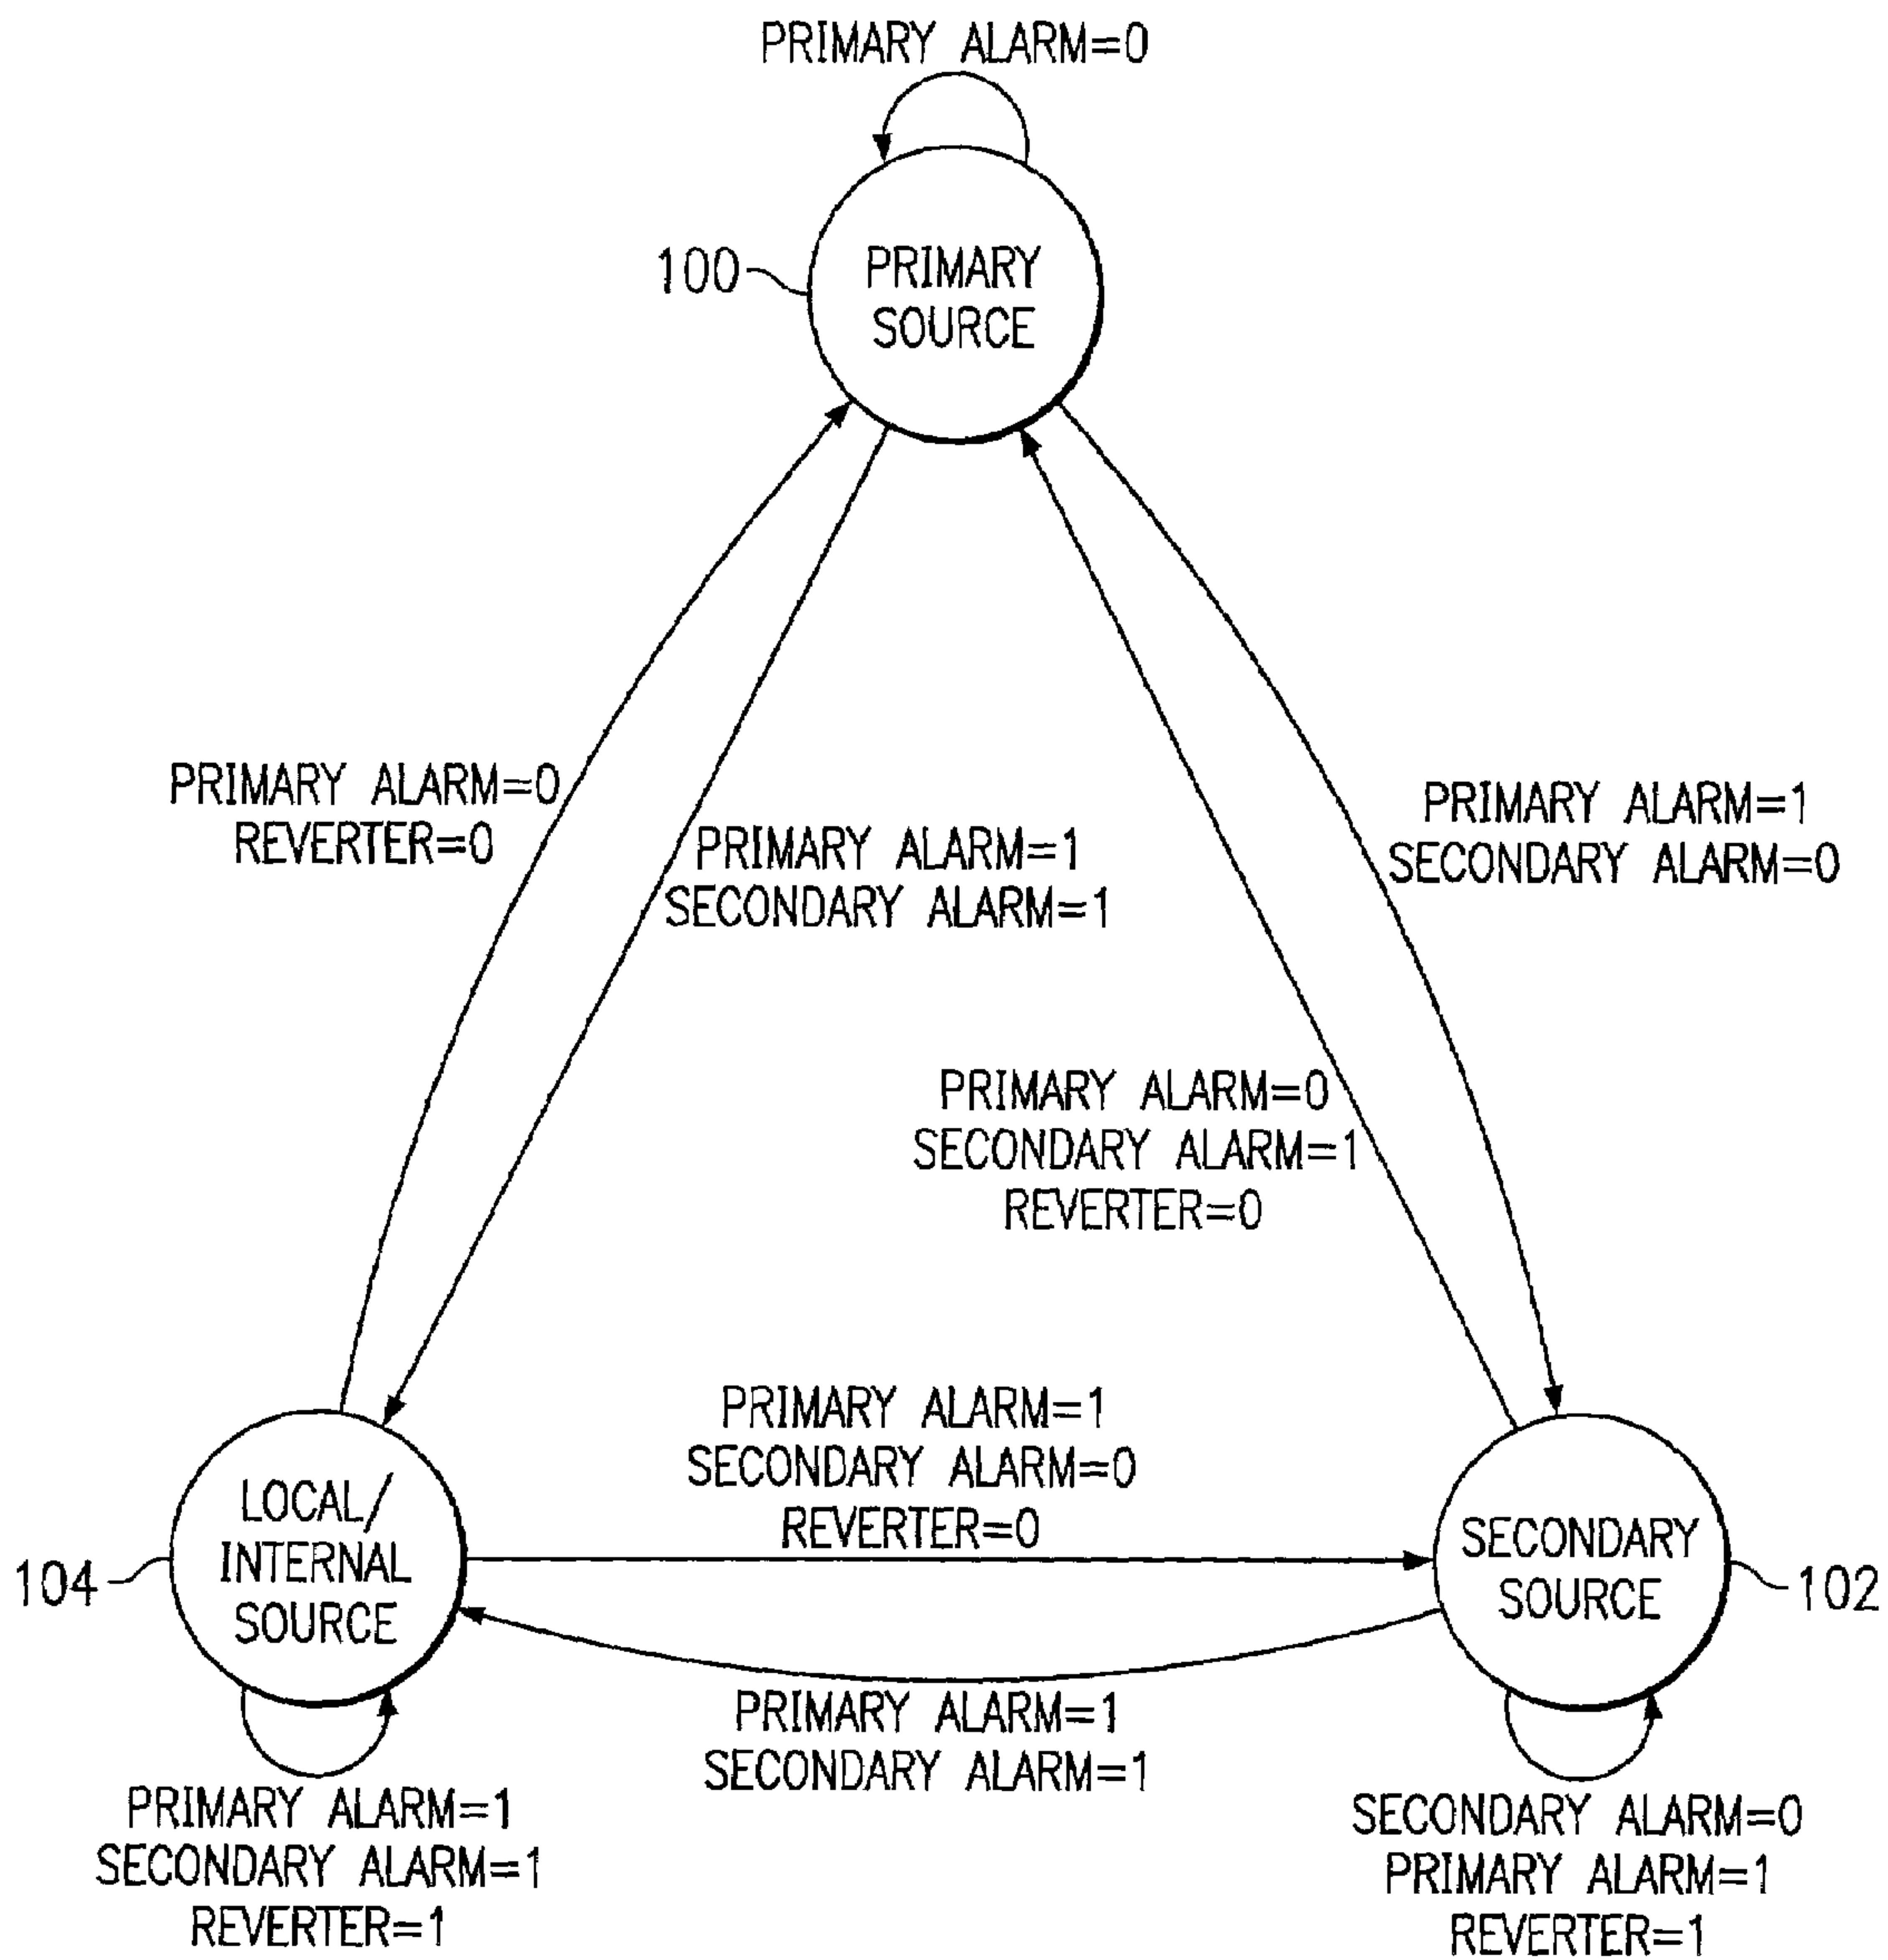 PRIMARY ALARM=0
100
PRIMARY
SOURCE
PRIMARY ALARM=0
REVERTER=0
PRIMARY ALARM=1
SECONDARY ALARM=1
PRIMARY ALARM=1
SECONDARY ALARM=0
PRIMARY ALARM=0
SECONDARY ALARM=1
REVERTER=0
PRIMARY ALARM=1
SECONDARY ALARM=0
REVERTER=0
104
LOCAL/
INTERNAL
SOURCE
SECONDARY
SOURCE
102
PRIMARY ALARM=1
SECONDARY ALARM=1
PRIMARY ALARM=1
SECONDARY ALARM=1
REVERTER=1
SECONDARY ALARM=0
PRIMARY ALARM=1
REVERTER=1